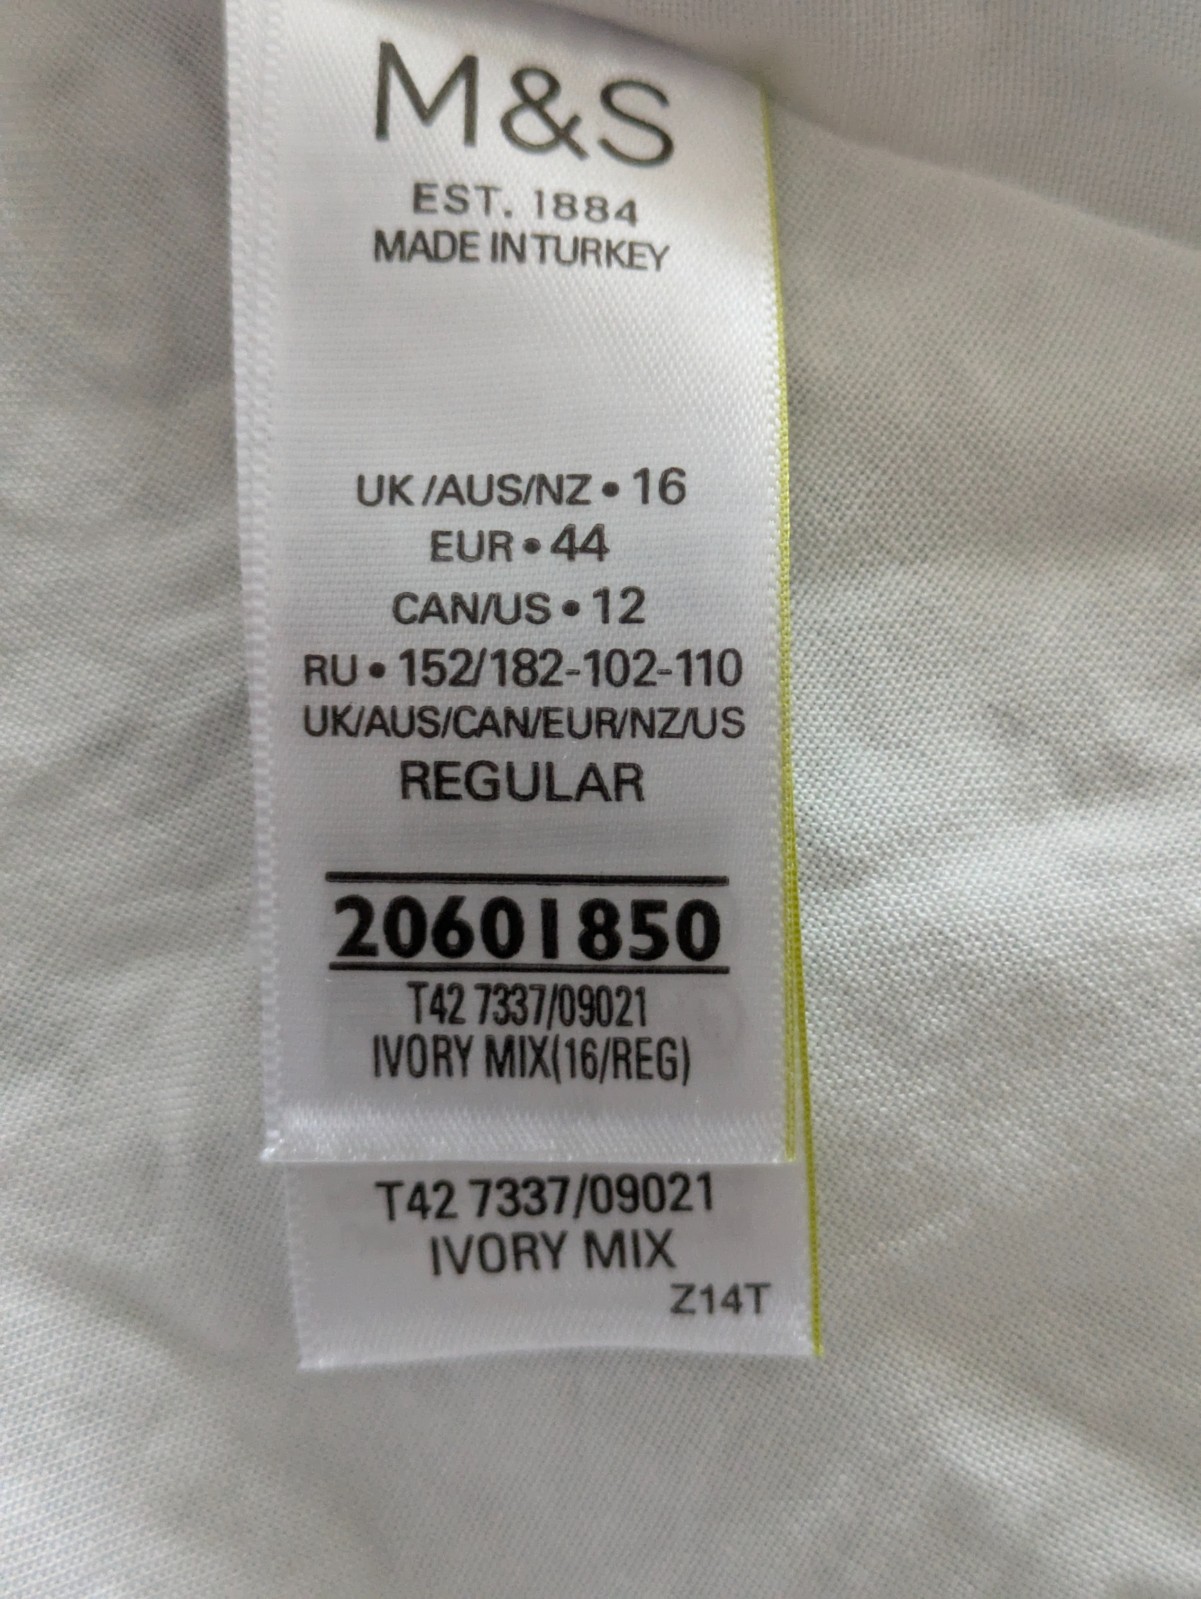 M&S
EST. 1884
MADE IN TURKEY
UK/AUS/NZ • 16
EUR • 44
CAN/US • 12
RU • 152/182-102-110
UK/AUS/CAN/EUR/NZ/US
REGULAR
20601850
T42 7337/09021
IVORY MIX(16/REG)
T42 7337/09021
IVORY MIX
Z14T